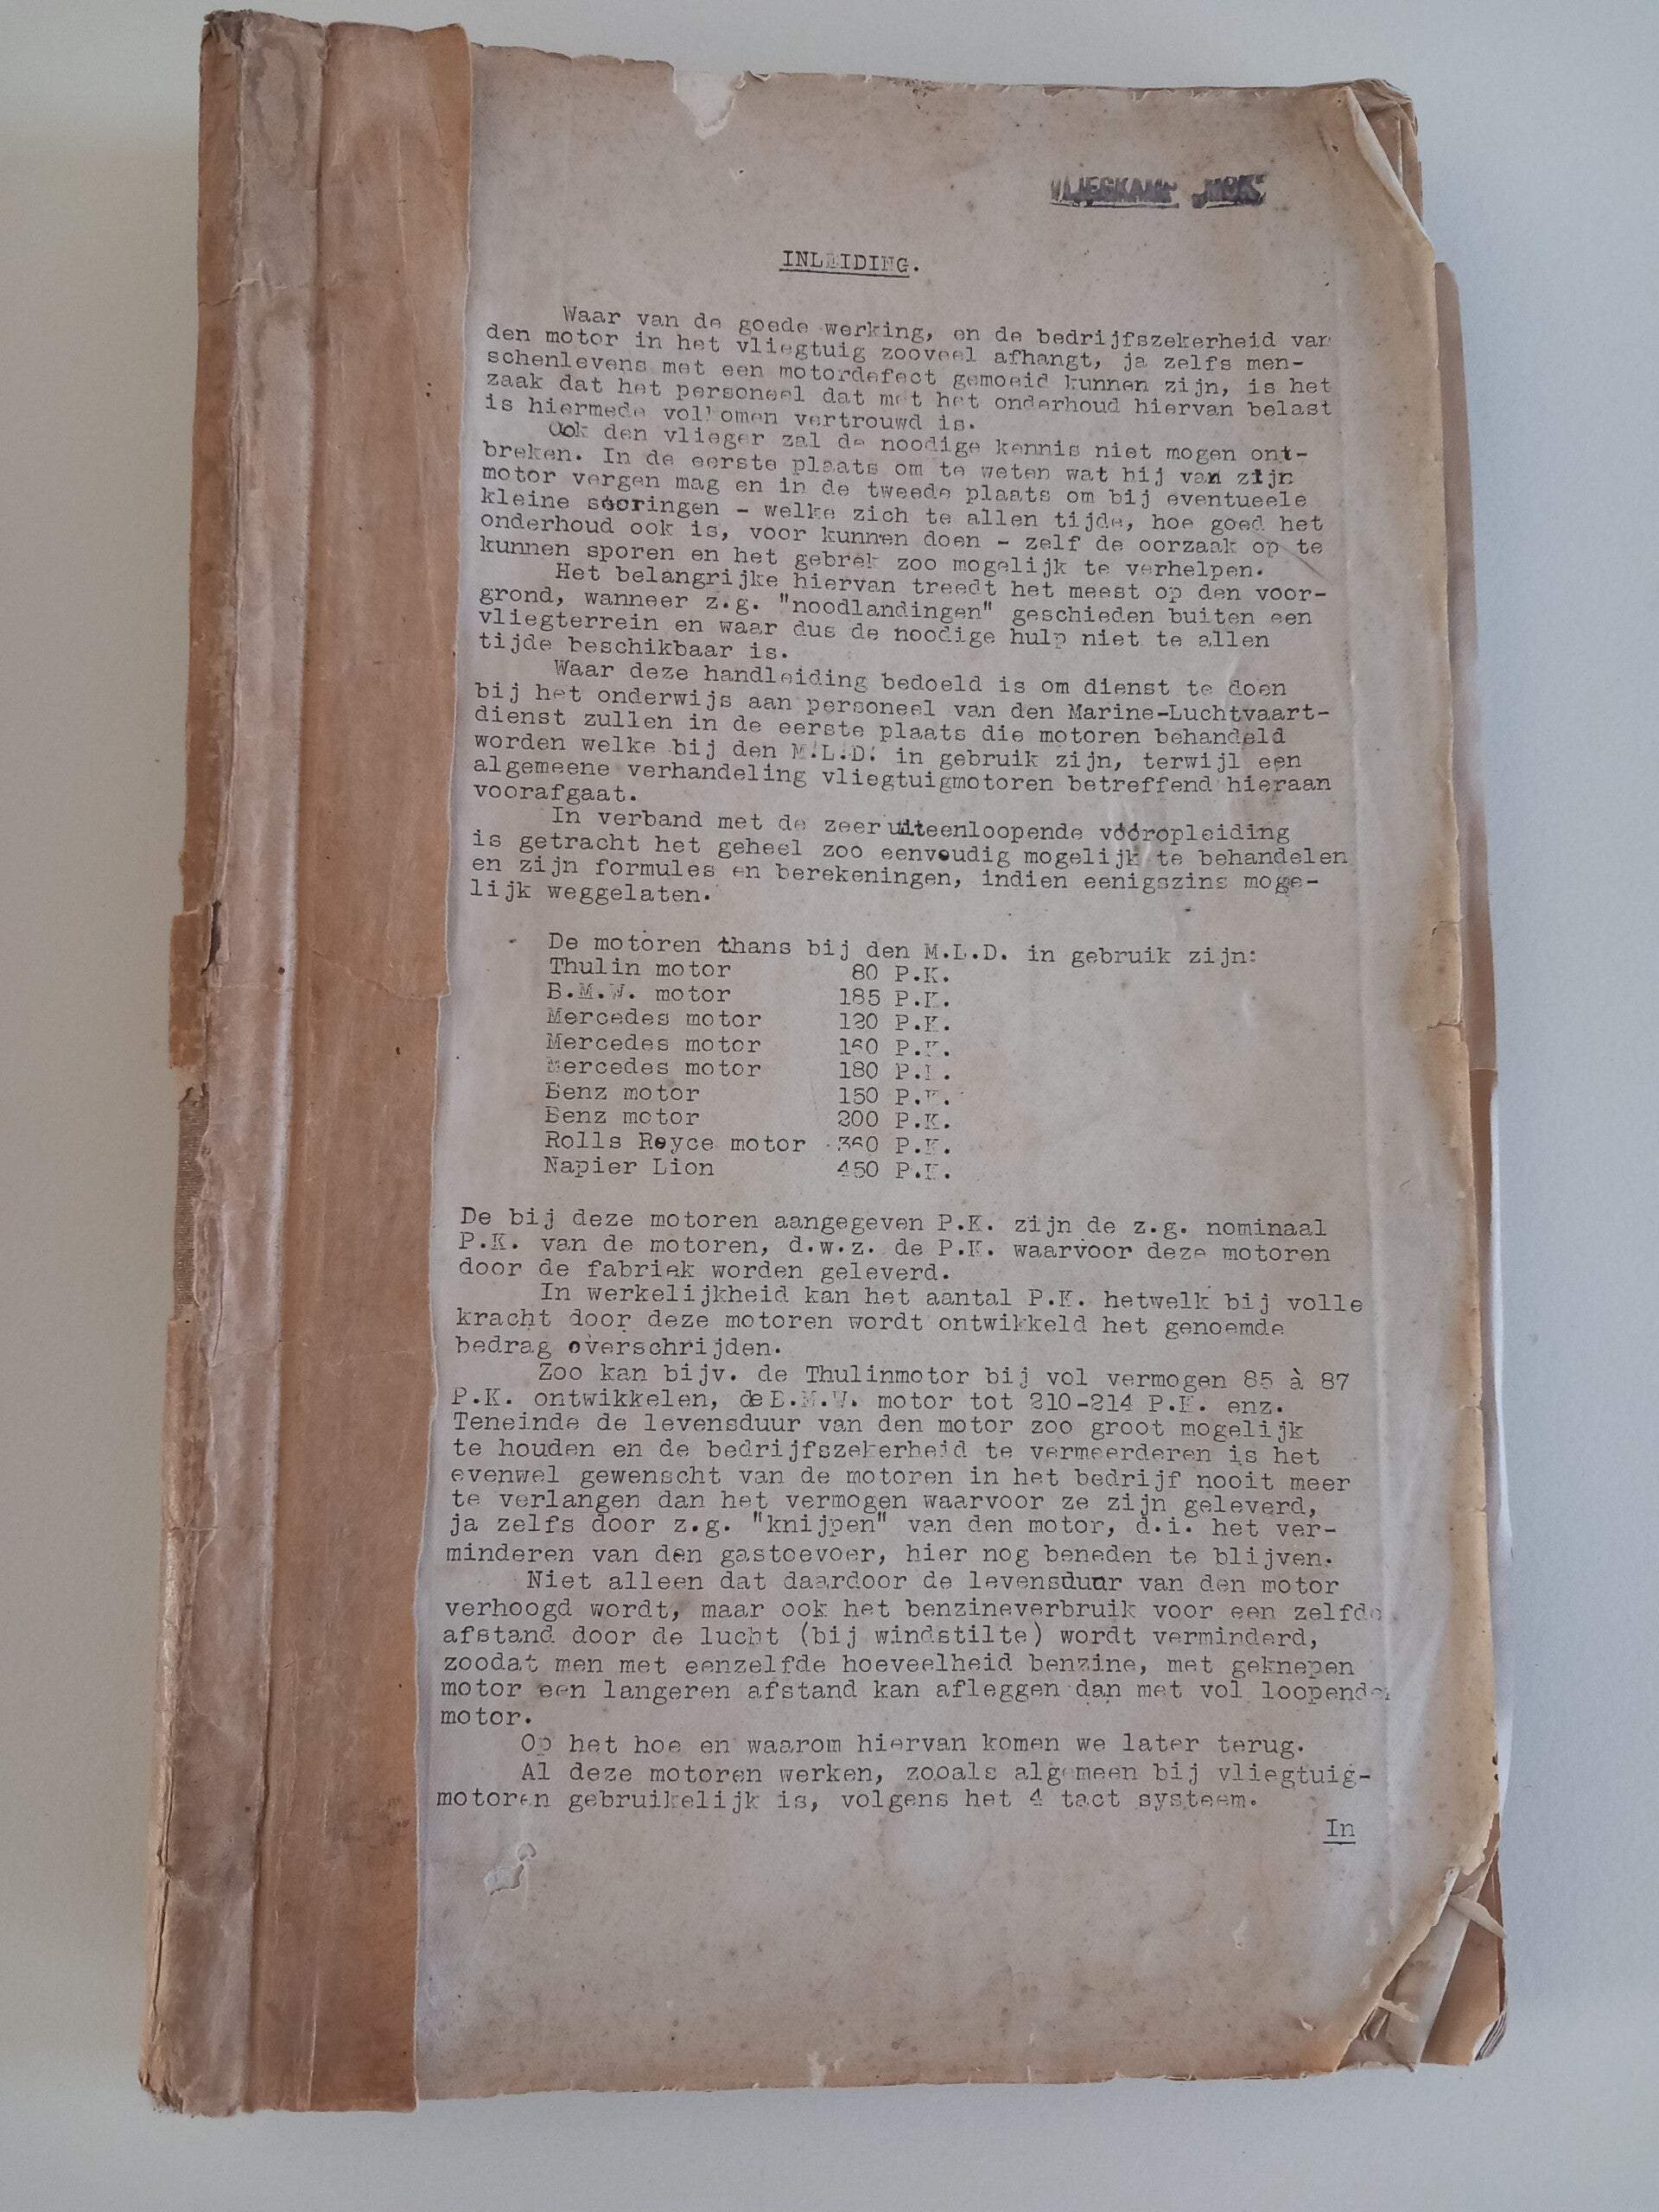 VLIEGKAMP „MOK"
INLEIDING.
Waar van de goede werking, en de bedrijfszekerheid van
den motor in het vliegtuig zooveel afhangt, ja zelfs men-
schenlevens met een motordefect gemoeid kunnen zijn, is het
zaak dat het personeel dat met het onderhoud hiervan belast
is hiermede volkomen vertrouwd is.
Ook den vlieger zal de noodige kennis niet mogen ont-
breken. In de eerste plaats om te weten wat hij van zijn
motor vergen mag en in de tweede plaats om bij eventueele
kleine storingen - welke zich te allen tijde, hoe goed het
onderhoud ook is, voor kunnen doen - zelf de oorzaak op te
kunnen sporen en het gebrek zoo mogelijk te verhelpen.
Het belangrijke hiervan treedt het meest op den voor-
grond, wanneer z.g. "noodlandingen" geschieden buiten een
vliegterrein en waar dus de noodige hulp niet te allen
tijde beschikbaar is.
Waar deze handleiding bedoeld is om dienst te doen
bij het onderwijs aan personeel van den Marine-Luchtvaart-
dienst zullen in de eerste plaats die motoren behandeld
worden welke bij den M.L.D. in gebruik zijn, terwijl een
algemeene verhandeling vliegtuigmotoren betreffend hieraan
voorafgaat.
In verband met de zeer uiteenloopende vóóropleiding
is getracht het geheel zoo eenvoudig mogelijk te behandelen
en zijn formules en berekeningen, indien eenigszins moge-
lijk weggelaten.
De motoren thans bij den M.L.D. in gebruik zijn:
Thulin motor 80 P.K.
B.M.W. motor 185 P.K.
Mercedes motor 120 P.K.
Mercedes motor 160 P.K.
Mercedes motor 180 P.K.
Benz motor 150 P.K.
Benz motor 200 P.K.
Rolls Royce motor 360 P.K.
Napier Lion 450 P.K.
De bij deze motoren aangegeven P.K. zijn de z.g. nominaal
P.K. van de motoren, d.w.z. de P.K. waarvoor deze motoren
door de fabriek worden geleverd.
In werkelijkheid kan het aantal P.K. hetwelk bij volle
kracht door deze motoren wordt ontwikkeld het genoemde
bedrag overschrijden.
Zoo kan bijv. de Thulinmotor bij vol vermogen 85 à 87
P.K. ontwikkelen, de B.M.W. motor tot 210-214 P.K. enz.
Teneinde de levensduur van den motor zoo groot mogelijk
te houden en de bedrijfszekerheid te vermeerderen is het
evenwel gewenscht van de motoren in het bedrijf nooit meer
te verlangen dan het vermogen waarvoor ze zijn geleverd,
ja zelfs door z.g. "knijpen" van den motor, d.i. het ver-
minderen van den gastoevoer, hier nog beneden te blijven.
Niet alleen dat daardoor de levensduur van den motor
verhoogd wordt, maar ook het benzineverbruik voor een zelfde
afstand door de lucht (bij windstilte) wordt verminderd,
zoodat men met eenzelfde hoeveelheid benzine, met geknepen
motor een langeren afstand kan afleggen dan met vol loopende
motor.
Op het hoe en waarom hiervan komen we later terug.
Al deze motoren werken, zooals algemeen bij vliegtuig-
motoren gebruikelijk is, volgens het 4 tact systeem.
In